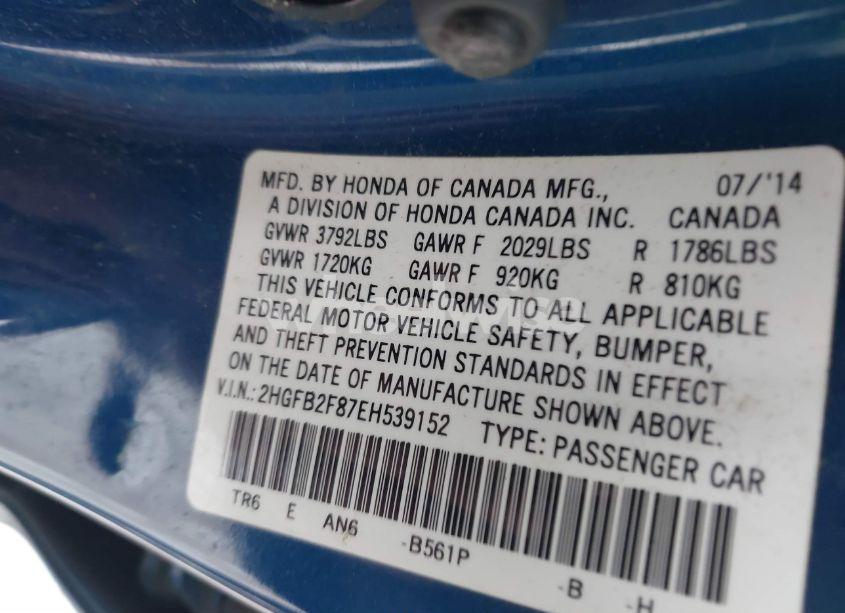 MFD. BY HONDA OF CANADA MFG., 07/'14
A DIVISION OF HONDA CANADA INC. CANADA
GVWR 3792LBS GAWR F 2029LBS R 1786LBS
GVWR 1720KG GAWR F 920KG R 810KG
THIS VEHICLE CONFORMS TO ALL APPLICABLE
FEDERAL MOTOR VEHICLE SAFETY, BUMPER,
AND THEFT PREVENTION STANDARDS IN EFFECT
ON THE DATE OF MANUFACTURE SHOWN ABOVE.
V.I.N.: 2HGFB2F87EH539152 TYPE: PASSENGER CAR
TR6 E AN6 -B561P -B -H